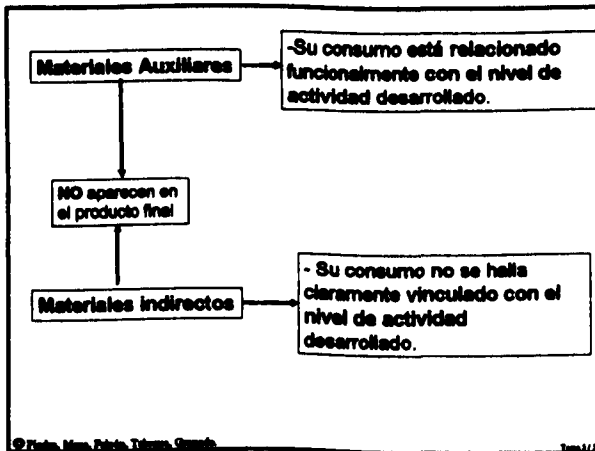 Materiales Auxiliares
-Su consumo está relacionado
funcionalmente con el nivel de
actividad desarrollado.
NO aparecen en
el producto final
Materiales indirectos
- Su consumo no se halla
claramente vinculado con el
nivel de actividad
desarrollado.